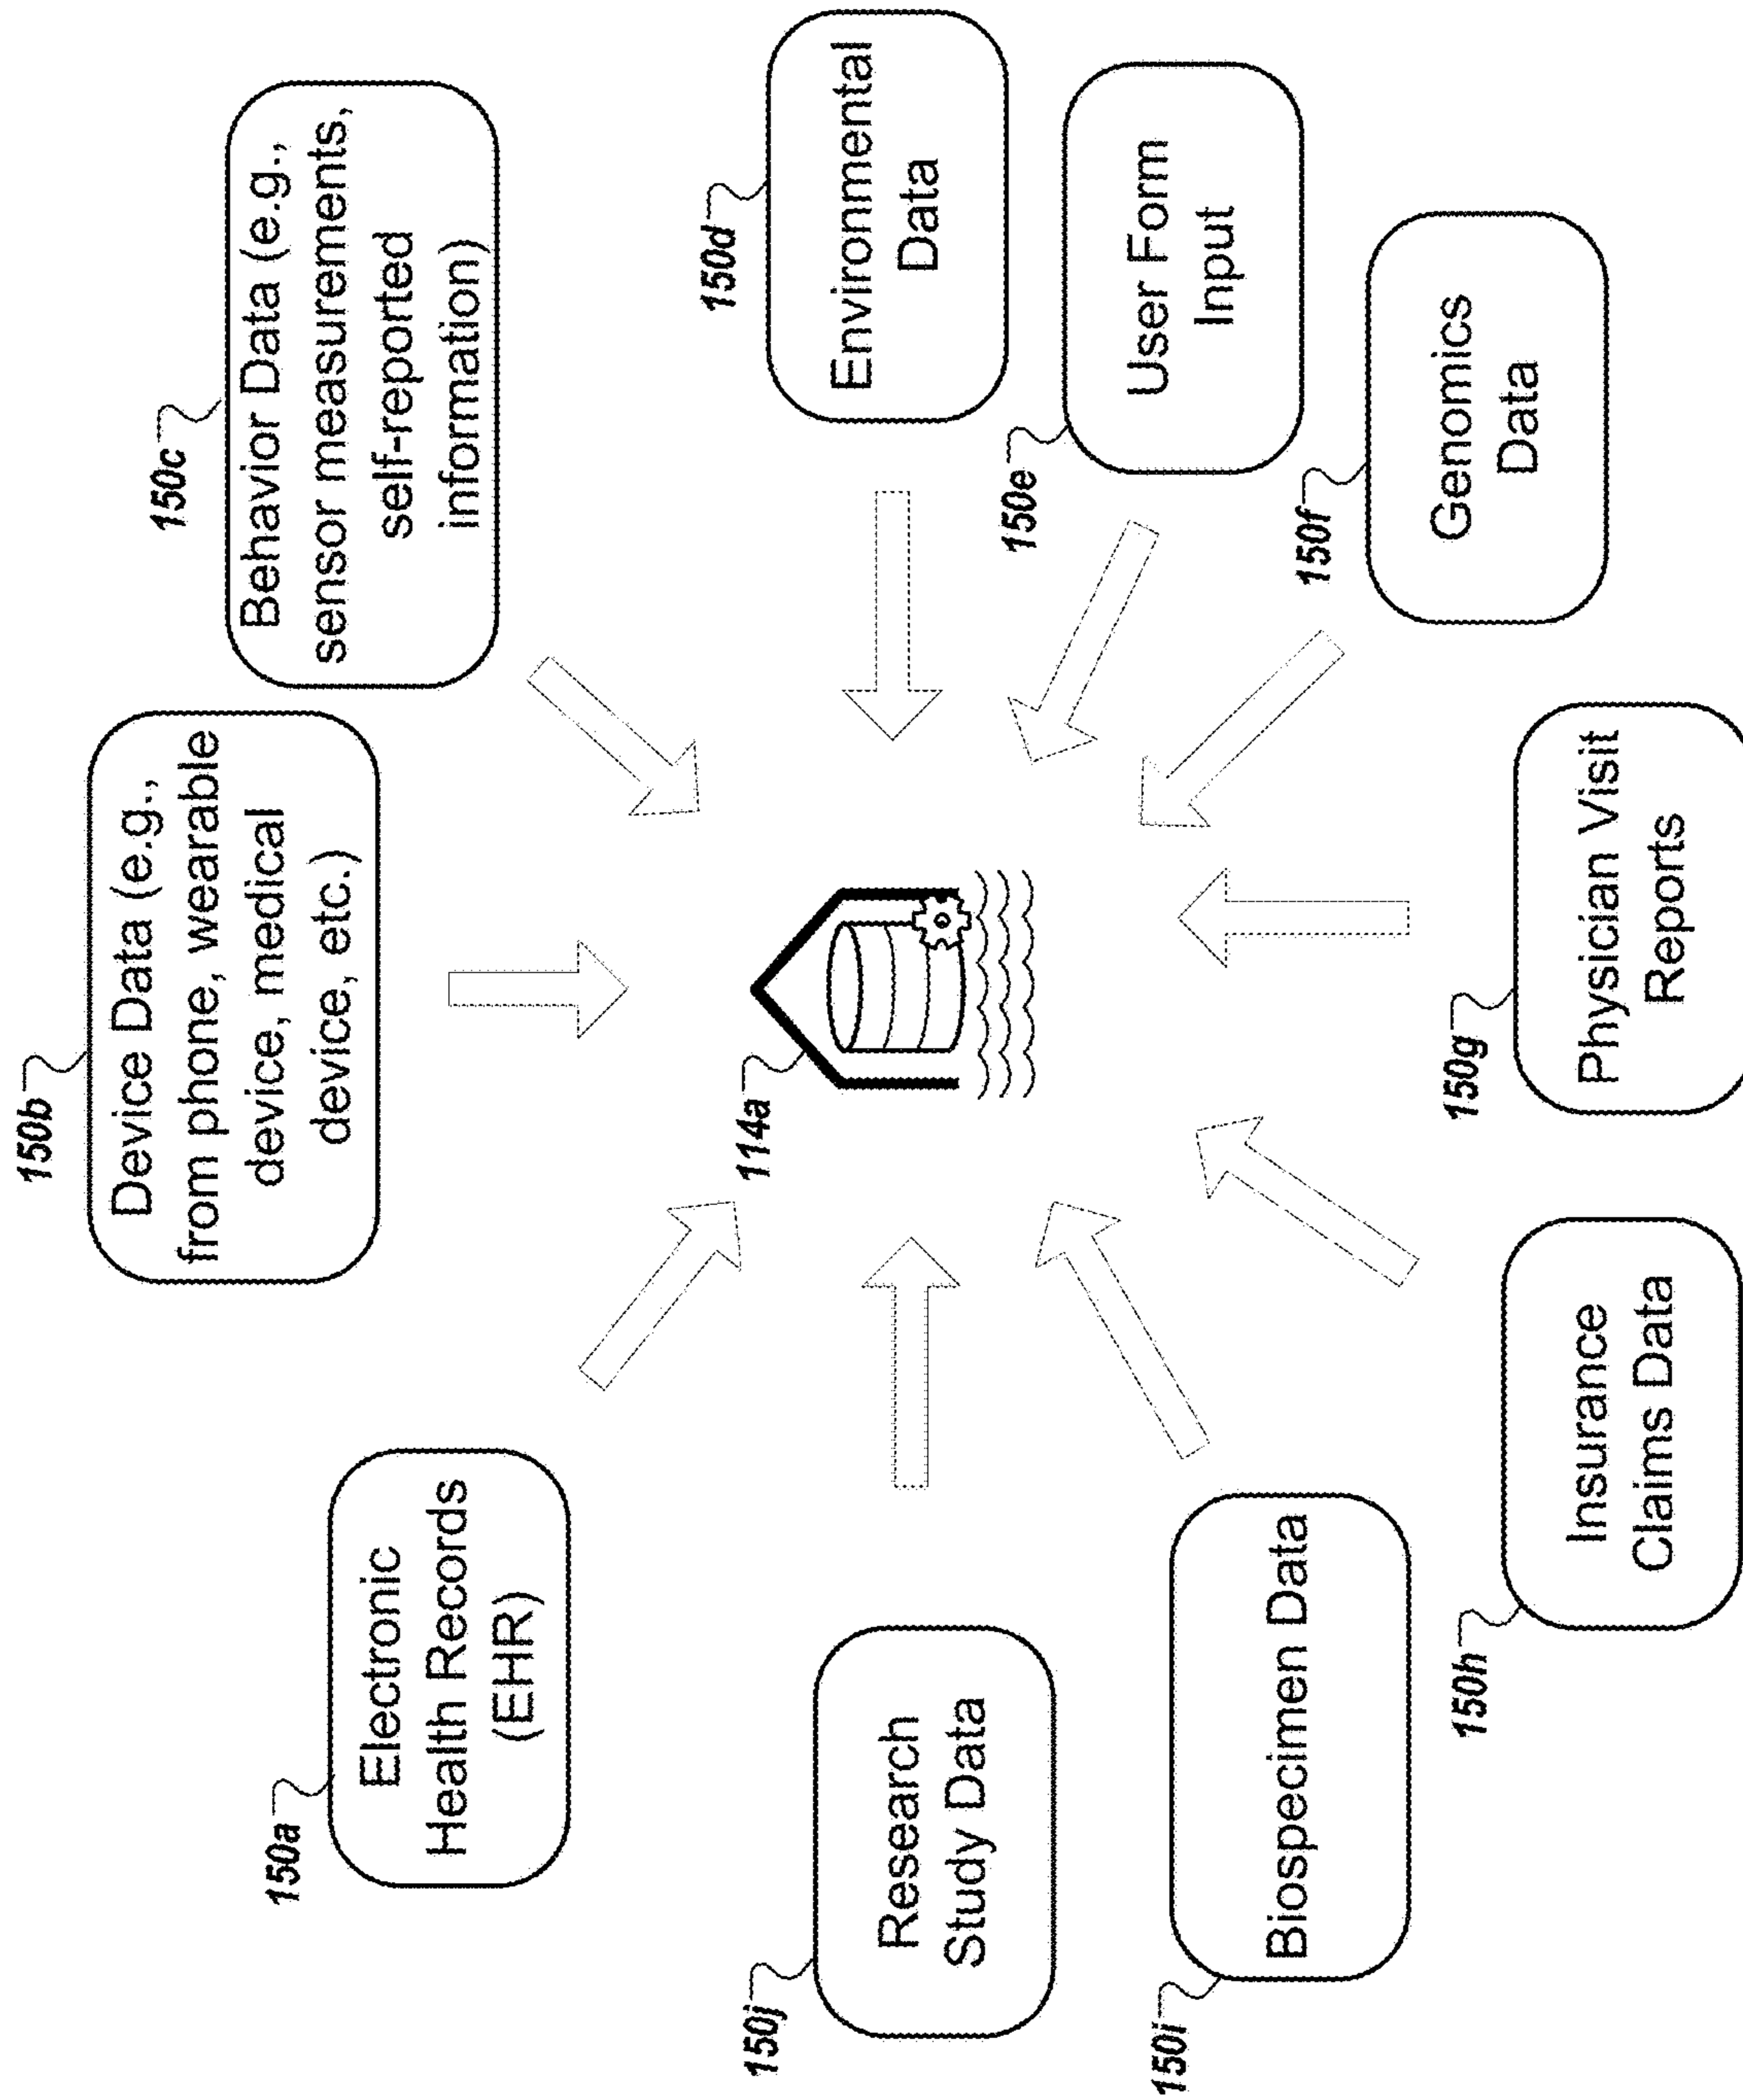 150b
Device Data (e.g.,
from phone, wearable
device, medical
device, etc.)
150c
Behavior Data (e.g.,
sensor measurements,
self-reported
information)
150a
Electronic
Health Records
(EHR)
114a
150d
Environmental
Data
150j
Research
Study Data
150e
User Form
Input
150i
Biospecimen Data
150f
Genomics
Data
150h
Insurance
Claims Data
150g
Physician Visit
Reports